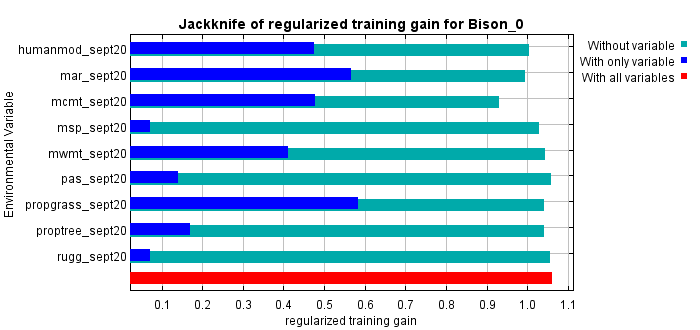 Jackknife of regularized training gain for Bison_0
Environmental Variable
humanmod_sept20
mar_sept20
mcmt_sept20
msp_sept20
mwmt_sept20
pas_sept20
propgrass_sept20
proptree_sept20
rugg_sept20
0.1 0.2 0.3 0.4 0.5 0.6 0.7 0.8 0.9 1.0 1.1
regularized training gain
Without variable
With only variable
With all variables